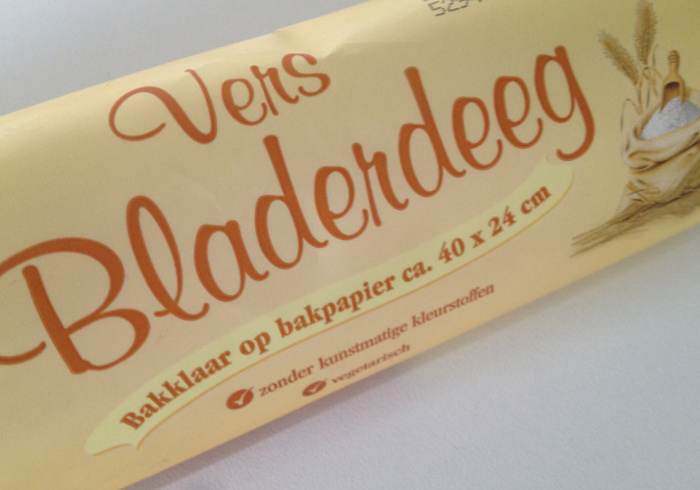 Vers
Bladerdeeg
Bakklaar op bakpapier ca. 40 x 24 cm
zonder kunstmatige kleurstoffen
vegetarisch